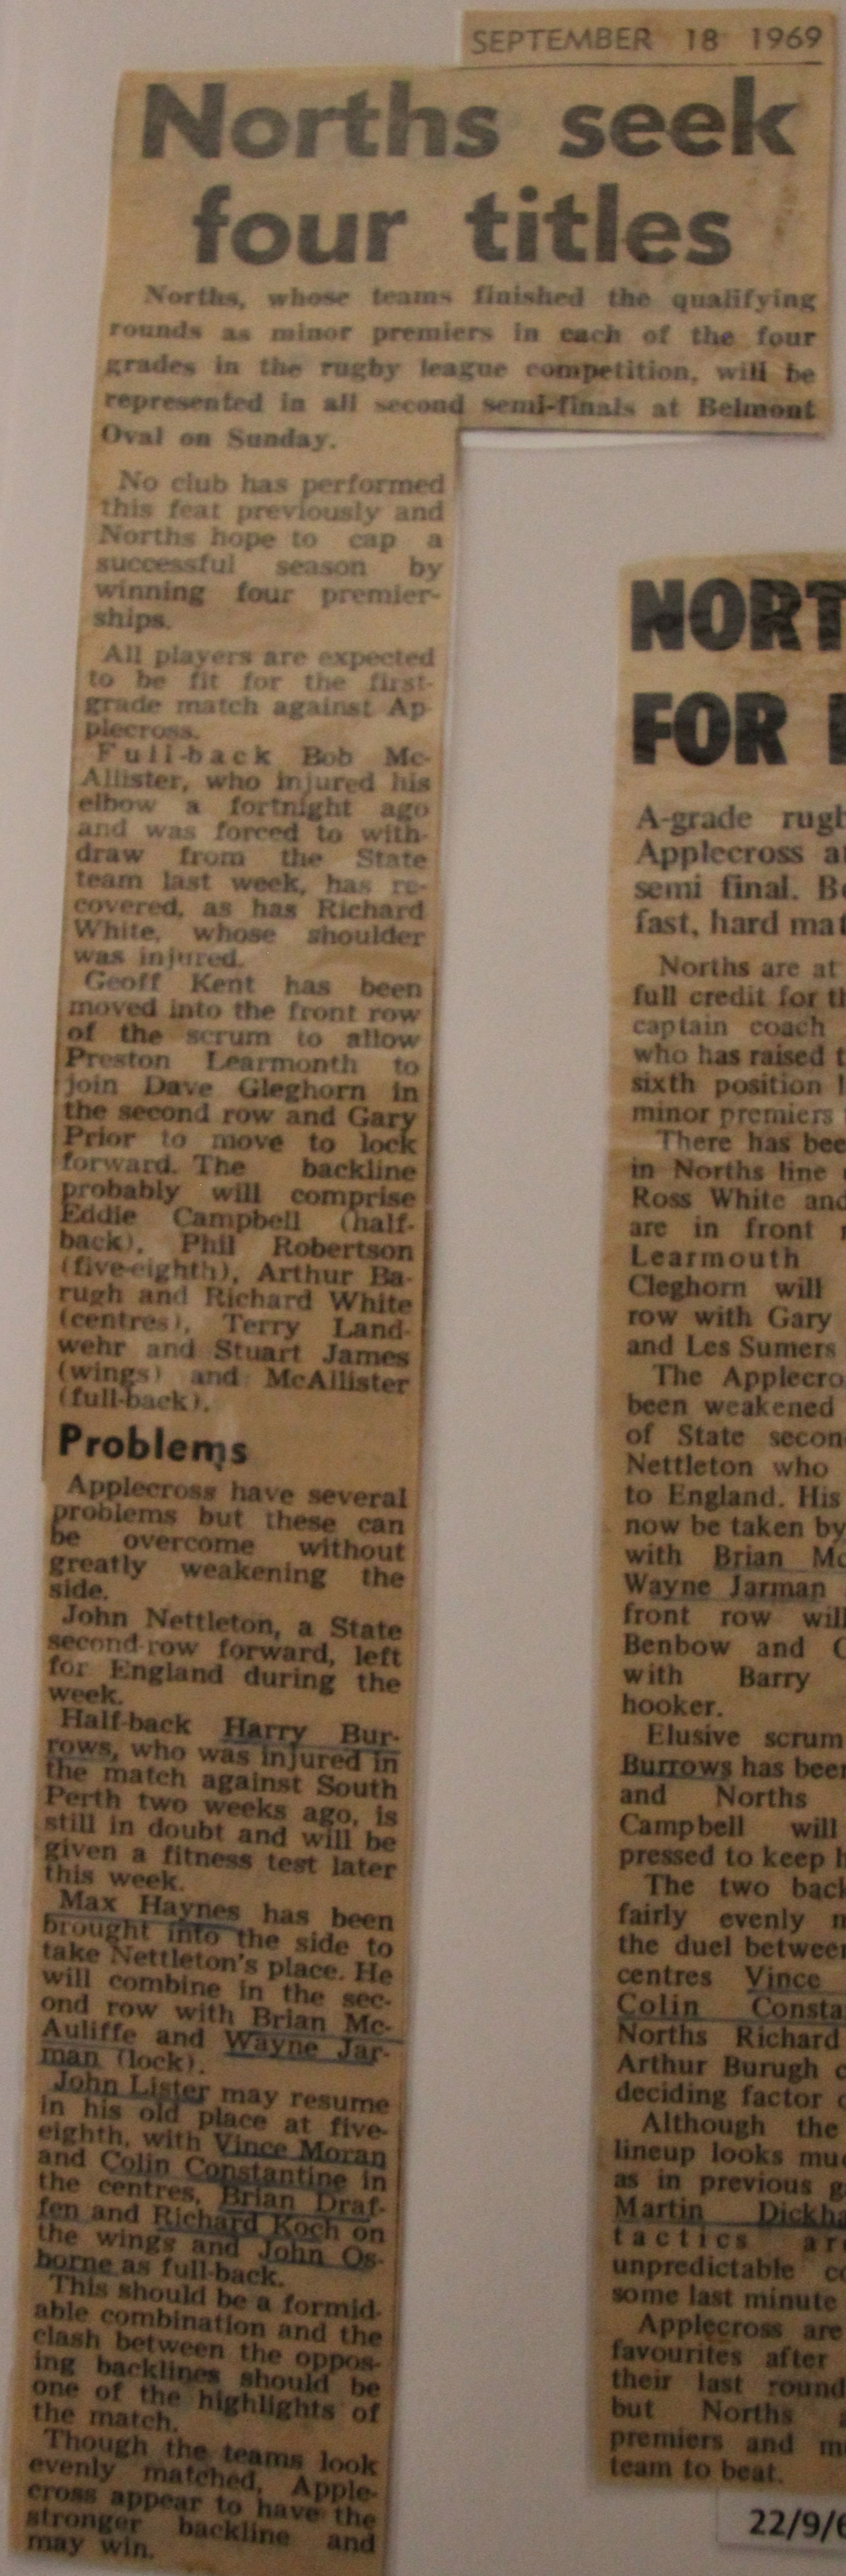 SEPTEMBER 18 1969
Norths seek
four titles
Norths, whose teams finished the qualifying
rounds as minor premiers in each of the four
grades in the rugby league competition, will be
represented in all second semi-finals at Belmont
Oval on Sunday.
No club has performed
this feat previously and
Norths hope to cap a
successful season by
winning four premier-
ships.
All players are expected
to be fit for the first-
grade match against Ap
plecross.
Full-back Bob Mc-
Allister, who injured his
elbow a fortnight ago
and was forced to with-
draw from the State
team last week, has re-
covered, as has Richard
White, whose shoulder
was injured.
Geoff Kent has been
moved into the front row
of the scrum to allow
Preston Learmonth to
join Dave Gleghorn in
the second row and Gary
Prior to move to lock
forward. The backline
probably will comprise
Eddie Campbell (half-
back), Phil Robertson
(five-eighth), Arthur Ba-
rugh and Richard White
(centres), Terry Land-
wehr and Stuart James
(wings) and McAllister
(full-back).
Problems
Applecross have several
problems but these can
be overcome without
greatly weakening the
side.
John Nettleton, a State
second-row forward, left
for England during the
week.
Half-back Harry Bur-
rows, who was injured in
the match against South
Perth two weeks ago, is
still in doubt and will be
given a fitness test later
this week.
Max Haynes has been
brought into the side to
take Nettleton's place. He
will combine in the sec-
ond row with Brian Mc-
Auliffe and Wayne Jar-
man (lock).
John Lister may resume
in his old place at five-
eighth, with Vince Moran
and Colin Constantine in
the centres, Brian Draf-
fen and Richard Koch on
the wings and John Os-
borne as full-back.
This should be a formid-
able combination and the
clash between the oppos-
ing backlines should be
one of the highlights of
the match.
Though the teams look
evenly matched, Apple-
cross appear to have the
stronger backline and
may win.
NORT
FOR
A-grade rugb
Applecross a
semi final. B
fast, hard mat
Norths are at
full credit for th
captain coach
who has raised t
sixth position l
minor premiers
There has bee
in Norths line
Ross White and
are in front
Learmouth
Cleghorn will
row with Gary
and Les Sumers
The Applecro
been weakened
of State secon
Nettleton who
to England. His
now be taken by
with Brian Mc
Wayne Jarman
front row will
Benbow and C
with Barry
hooker.
Elusive scrum
Burrows has been
and Norths
Campbell will
pressed to keep h
The two back
fairly evenly m
the duel between
centres Vince
Colin Consta
Norths Richard
Arthur Burugh c
deciding factor
Although the
lineup looks muc
as in previous g
Martin Dickha
tactics are
unpredictable co
some last minute
Applecross are
favourites after
their last round
but Norths
premiers and m
team to beat.
22/9/6